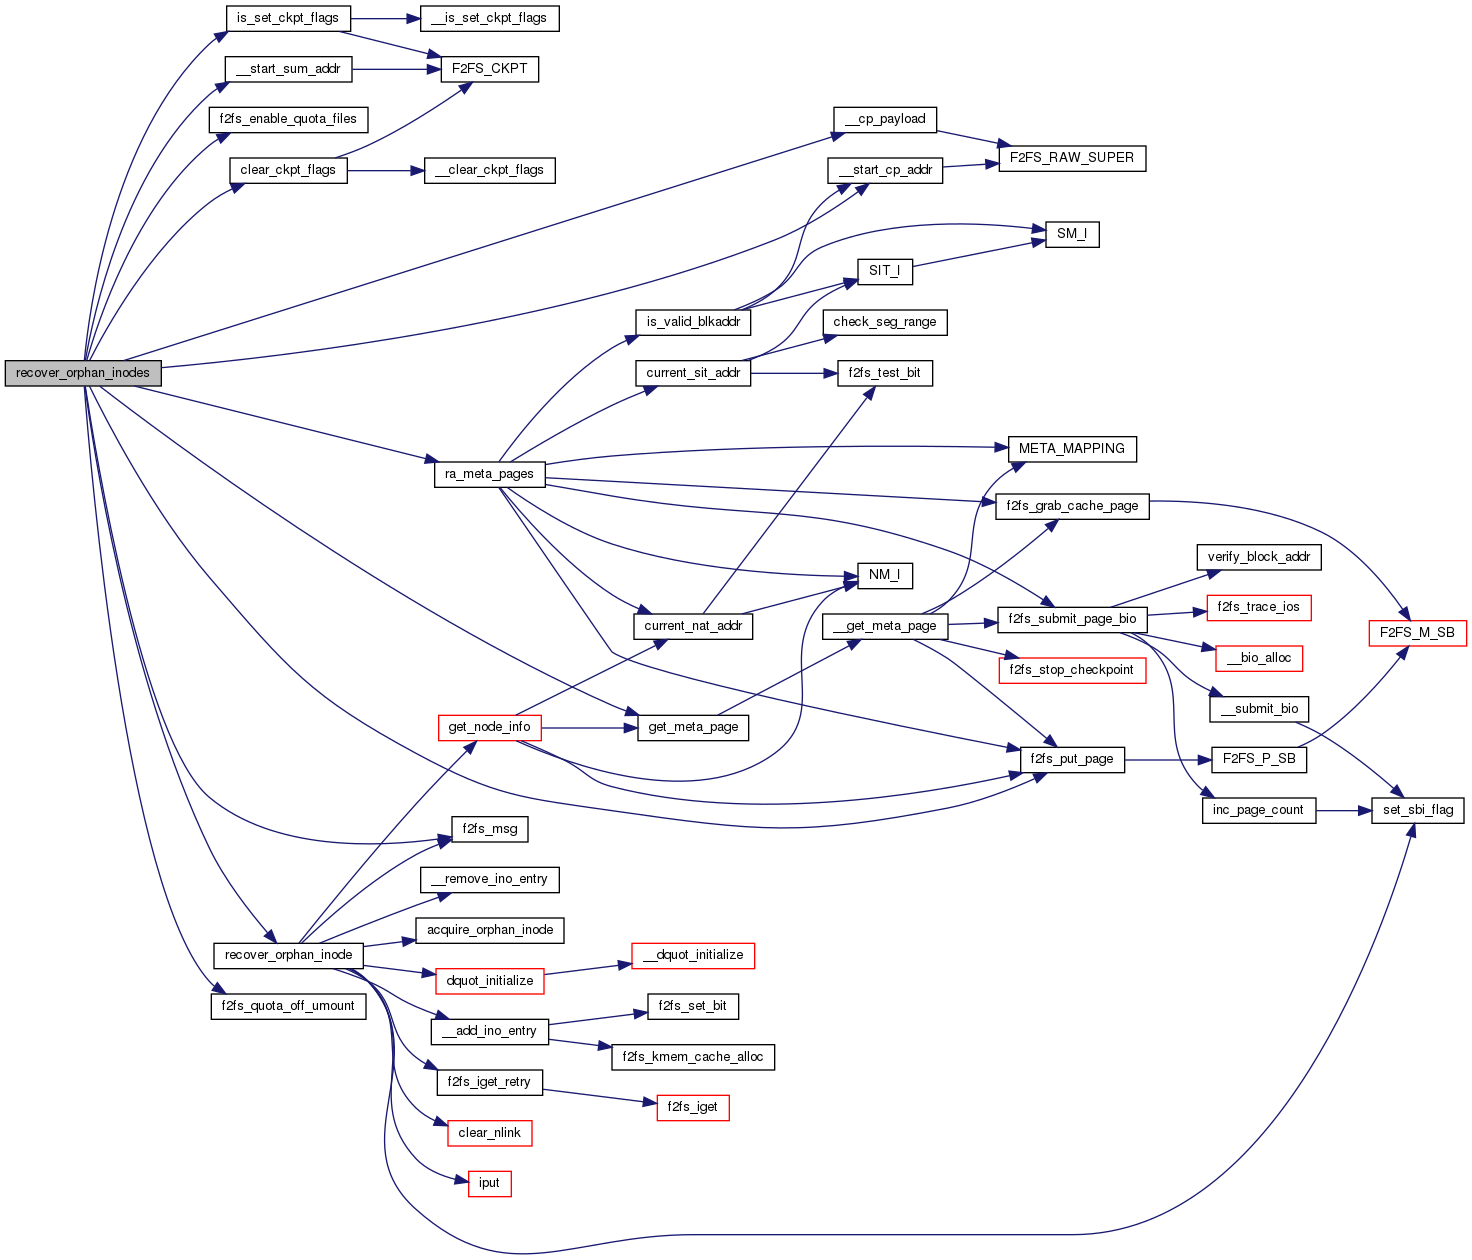 is_set_ckpt_flags
__is_set_ckpt_flags
__start_sum_addr
F2FS_CKPT
f2fs_enable_quota_files
__cp_payload
clear_ckpt_flags
__clear_ckpt_flags
__start_cp_addr
F2FS_RAW_SUPER
SM_I
SIT_I
is_valid_blkaddr
check_seg_range
recover_orphan_inodes
current_sit_addr
f2fs_test_bit
META_MAPPING
ra_meta_pages
f2fs_grab_cache_page
verify_block_addr
NM_I
f2fs_trace_ios
current_nat_addr
__get_meta_page
f2fs_submit_page_bio
F2FS_M_SB
f2fs_stop_checkpoint
__bio_alloc
__submit_bio
get_node_info
get_meta_page
f2fs_put_page
F2FS_P_SB
inc_page_count
set_sbi_flag
f2fs_msg
__remove_ino_entry
acquire_orphan_inode
recover_orphan_inode
__dquot_initialize
dquot_initialize
f2fs_quota_off_umount
f2fs_set_bit
__add_ino_entry
f2fs_kmem_cache_alloc
f2fs_iget_retry
f2fs_iget
clear_nlink
iput